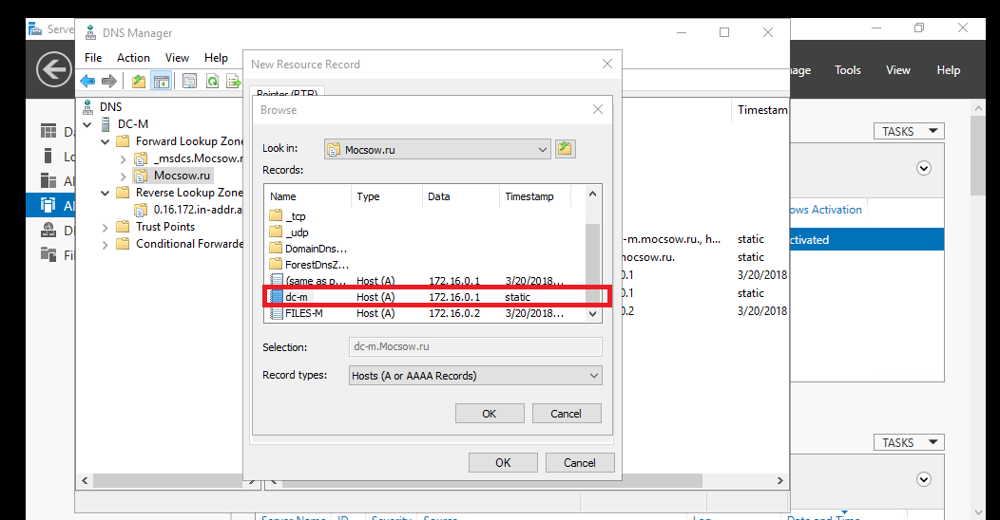 Serve
DNS Manager
File Action View Help
New Resource Record
Pointer (PTR)
Browse
Look in: Mocsow.ru
Records:
Name Type Data Timestamp
_tcp
_udp
DomainDns...
ForestDnsZ...
(same as p... Host (A) 172.16.0.1 3/20/2018...
dc-m Host (A) 172.16.0.1 static
FILES-M Host (A) 172.16.0.2 3/20/2018...
Selection: dc-m.Mocsow.ru
Record types: Hosts (A or AAAA Records)
OK Cancel
OK Cancel
DNS
DC-M
Forward Lookup Zone
_msdcs.Mocsow.r
Mocsow.ru
Reverse Lookup Zone
0.16.172.in-addr.a
Trust Points
Conditional Forwarde
Timestam
-m.mocsow.ru., h... static
mocsow.ru. static
0.1 3/20/2018
0.1 static
0.2 3/20/2018
nage Tools View Help
Da
Lo
Al
Al
D
Fi
TASKS
ows Activation
ctivated
TASKS
Server Name ID Severity Source Log Date and Time